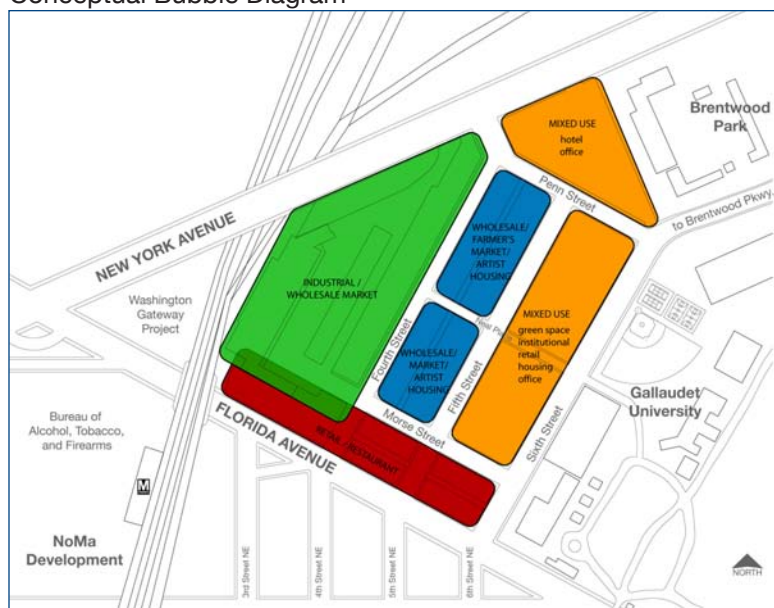 Conceptual Bubble Diagram
MIXED USE
hotel
office
Brentwood
Park
Penn Street
to Brentwood Pkwy.
NEW YORK AVENUE
WHOLESALE/
FARMER'S
MARKET/
ARTIST
HOUSING
INDUSTRIAL /
WHOLESALE MARKET
Washington
Gateway
Project
MIXED USE
green space
institutional
retail
housing
office
New Plaza
Fourth Street
WHOLESALE/
MARKET/
ARTIST
HOUSING
Fifth Street
Sixth Street
Gallaudet
University
Morse Street
Bureau of
Alcohol, Tobacco,
and Firearms
FLORIDA AVENUE
RETAIL / RESTAURANT
M
NoMa
Development
3rd Street NE
4th Street NE
5th Street NE
6th Street NE
NORTH